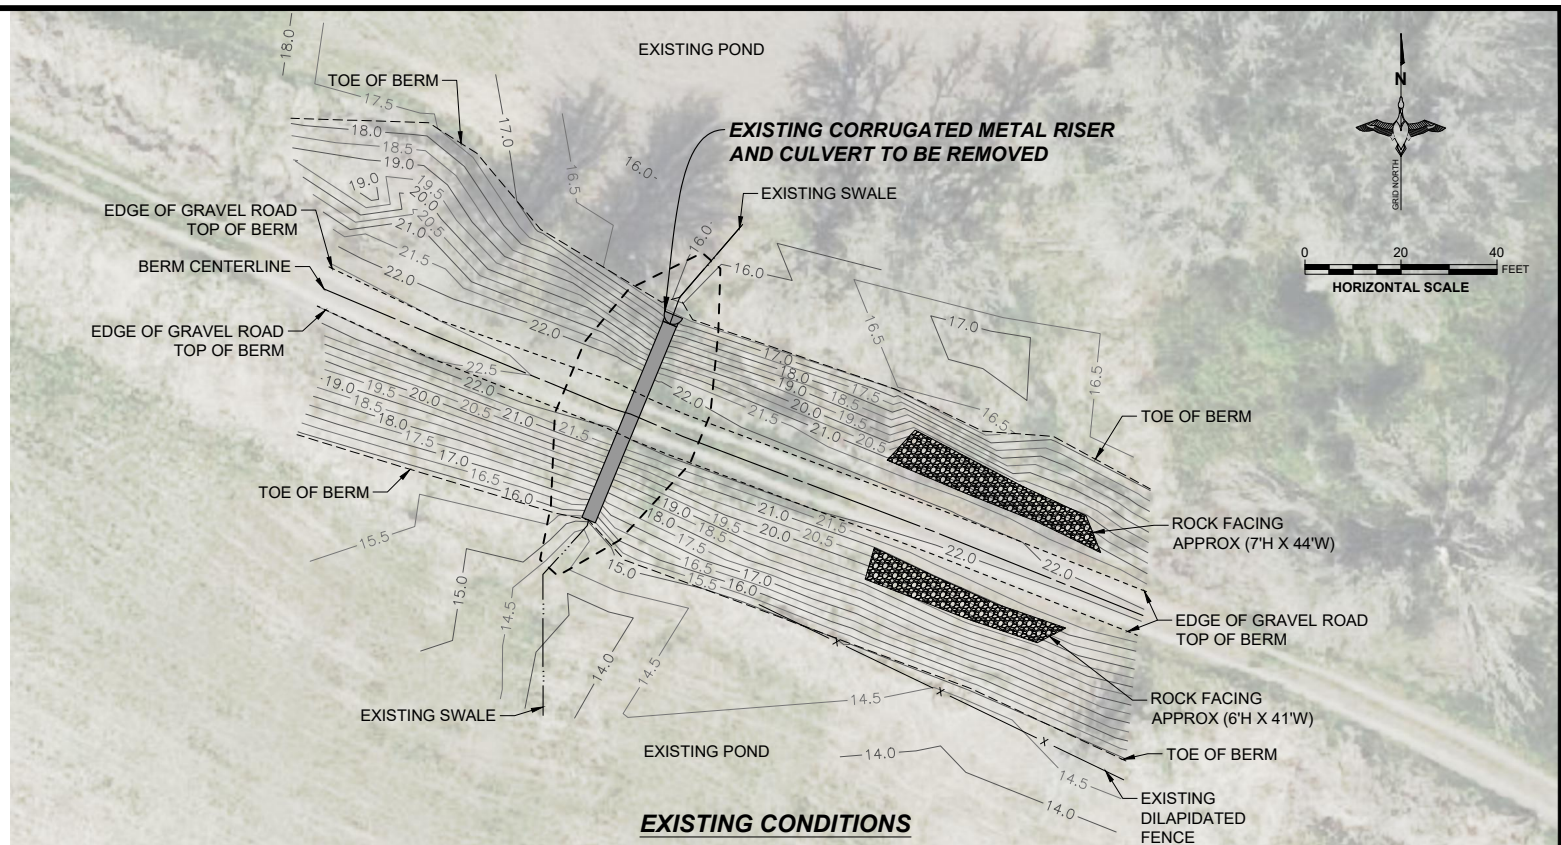 EXISTING POND
TOE OF BERM
EXISTING CORRUGATED METAL RISER
AND CULVERT TO BE REMOVED
EXISTING SWALE
N
GRID NORTH
0 20 40
FEET
HORIZONTAL SCALE
EDGE OF GRAVEL ROAD
TOP OF BERM
BERM CENTERLINE
EDGE OF GRAVEL ROAD
TOP OF BERM
TOE OF BERM
18.0
17.5
18.0
18.5
19.0
19.0
19.5
20.0
20.5
21.0
21.5
22.0
17.0
16.5
16.0
16.0
16.0
16.5
17.0
16.5
16.5
22.0
22.5
22.0
19.0 19.5 20.0 20.5 21.0 21.5
18.5
18.0
17.5
17.0
16.5
16.0
15.5
15.0
14.5
22.0
21.5
21.0
20.5
17.0
18.0
19.0
20.0
17.5
18.5
19.5
TOE OF BERM
ROCK FACING
APPROX (7'H X 44'W)
19.0
19.5
20.0
21.0
21.5
20.5
18.0
18.5
17.5
17.0
16.5
15.5
16.0
15.0
22.0
22.0
EDGE OF GRAVEL ROAD
TOP OF BERM
ROCK FACING
APPROX (6'H X 41'W)
14.0
14.5
14.5
x
x
x
EXISTING SWALE
EXISTING POND
14.0
14.5
14.0
TOE OF BERM
EXISTING
DILAPIDATED
FENCE
EXISTING CONDITIONS